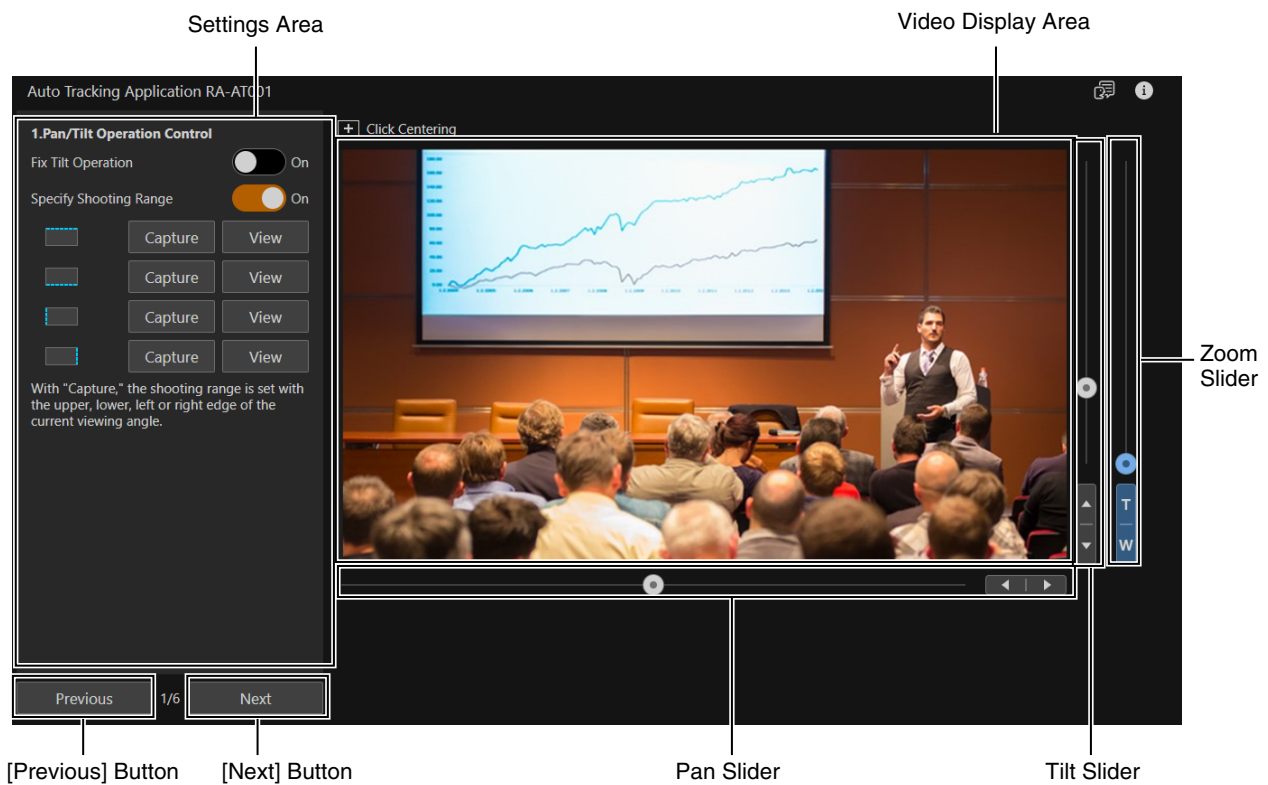 Settings Area
Video Display Area
Auto Tracking Application RA-AT001
1.Pan/Tilt Operation Control
Click Centering
Fix Tilt Operation
On
Specify Shooting Range
On
Capture
View
Capture
View
Capture
View
Capture
View
With "Capture," the shooting range is set with
the upper, lower, left or right edge of the
current viewing angle.
Zoom
Slider
T
W
Previous
1/6
Next
[Previous] Button
[Next] Button
Pan Slider
Tilt Slider